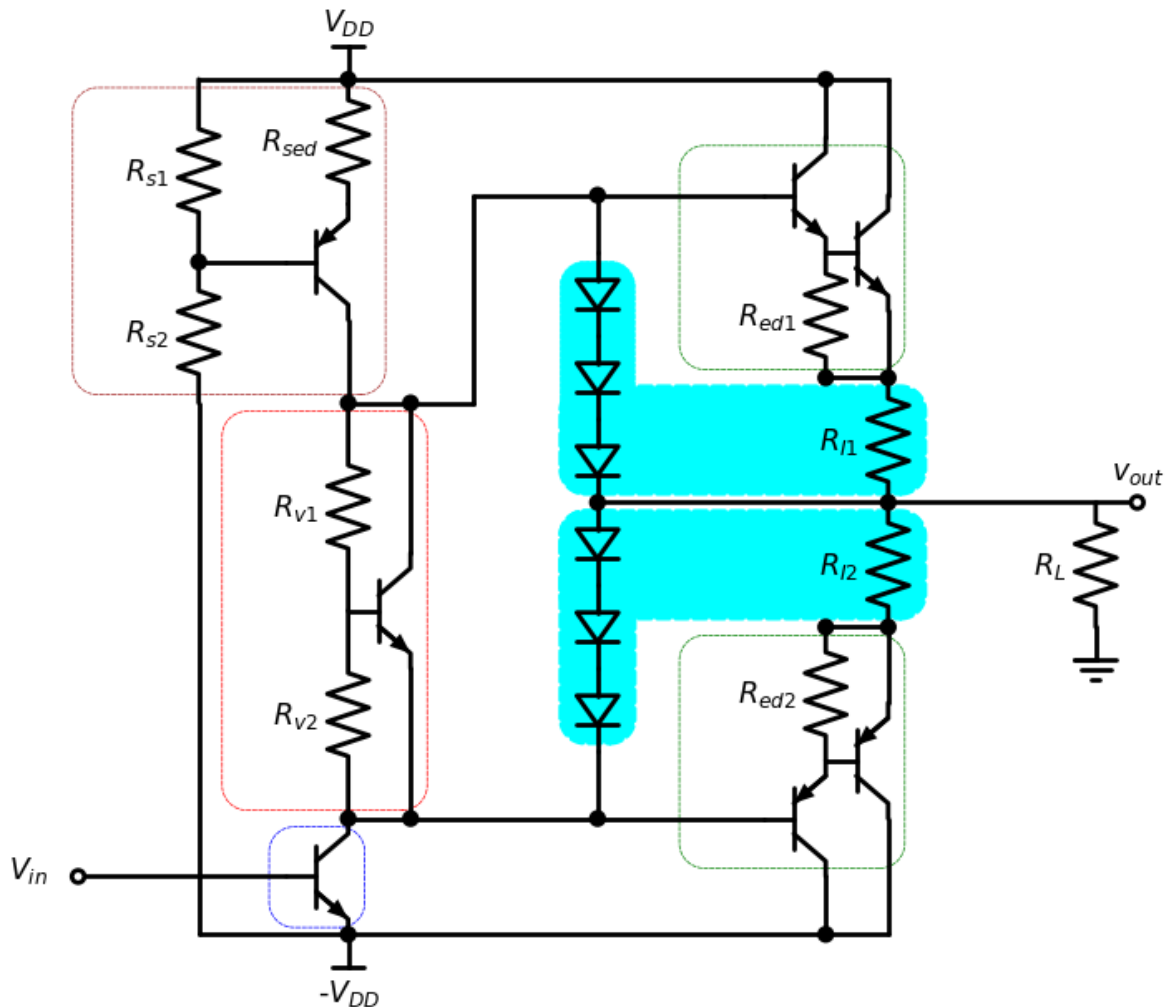 V_DD
R_sed
R_s1
R_s2
R_ed1
R_l1
v_out
R_v1
R_l2
R_L
R_v2
R_ed2
V_in
-V_DD